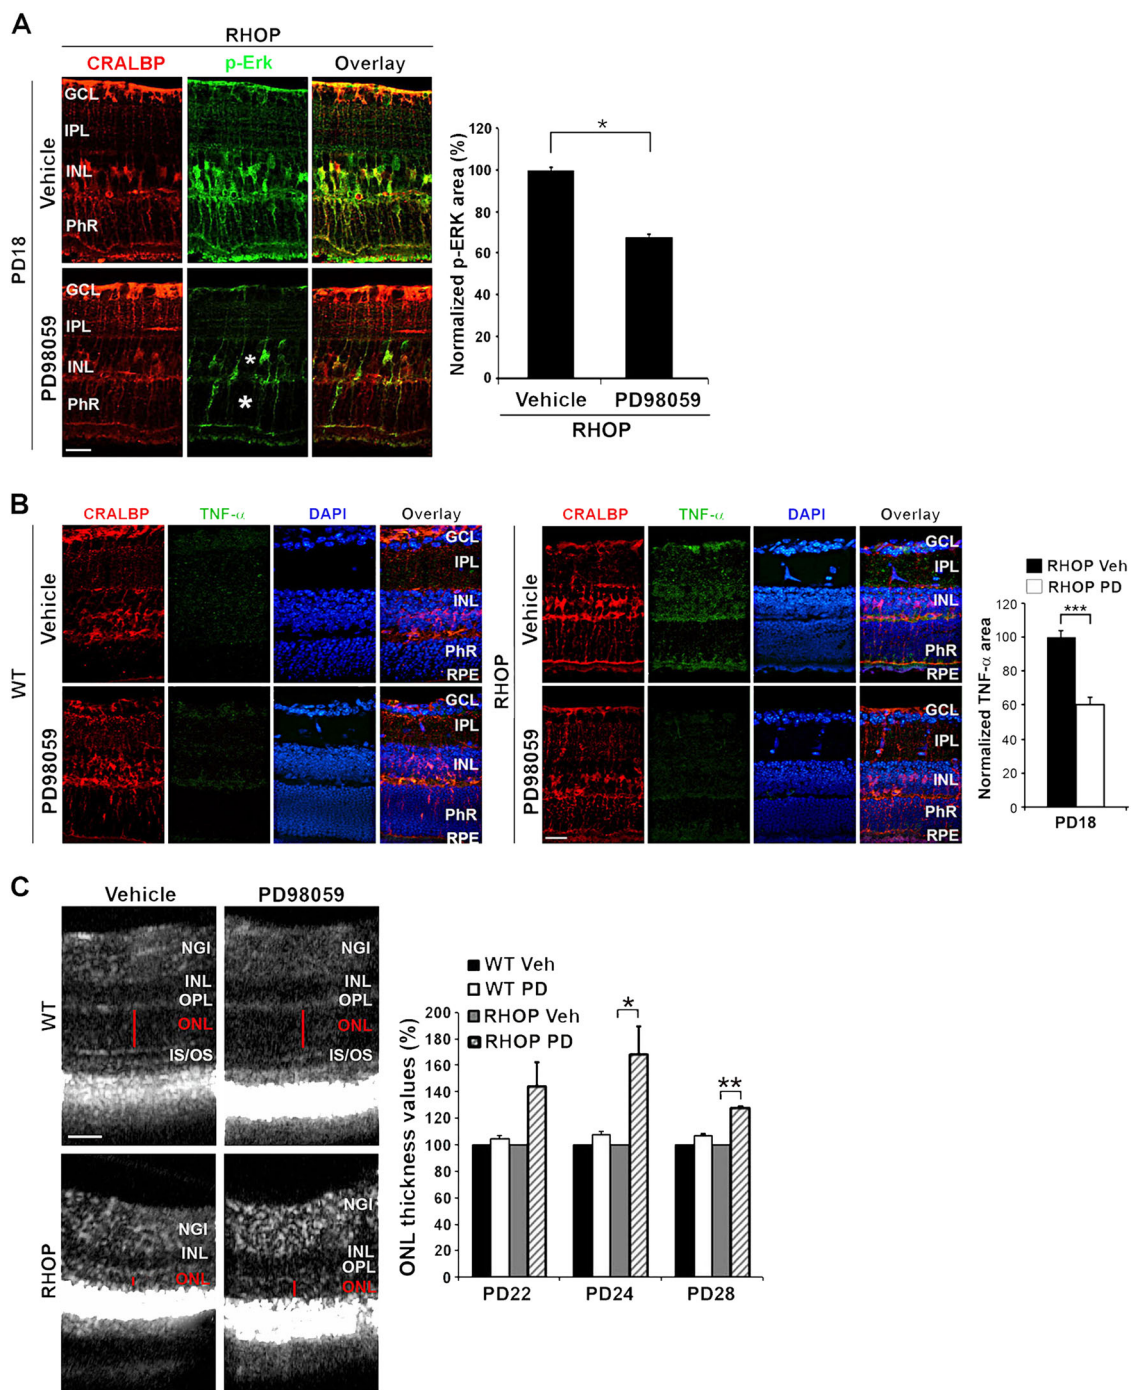 A
RHOP
CRALBP p-Erk Overlay
PD18
Vehicle
GCL
IPL
INL
PhR
PD98059
GCL
IPL
INL
PhR
*
*
Normalized p-ERK area (%)
120
100
80
60
40
20
0
*
Vehicle PD98059
RHOP
B
CRALBP TNF-α DAPI Overlay
WT
Vehicle
GCL
IPL
INL
PhR
RPE
PD98059
GCL
IPL
INL
PhR
RPE
CRALBP TNF-α DAPI Overlay
RHOP
Vehicle
GCL
IPL
INL
PhR
RPE
PD98059
GCL
IPL
INL
PhR
RPE
RHOP Veh
RHOP PD
Normalized TNF-α area
120
100
80
60
40
20
0
***
PD18
C
Vehicle PD98059
WT
NGI
INL
OPL
ONL
IS/OS
NGI
INL
OPL
ONL
IS/OS
RHOP
NGI
INL
ONL
NGI
INL
OPL
ONL
WT Veh
WT PD
RHOP Veh
RHOP PD
ONL thickness values (%)
200
180
160
140
120
100
80
60
40
20
0
*
**
PD22 PD24 PD28